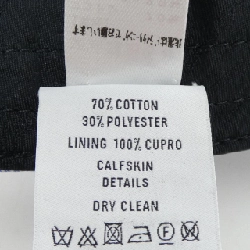 70% COTTON
30% POLYESTER
LINING 100% CUPRO
CALFSKIN
DETAILS
DRY CLEAN